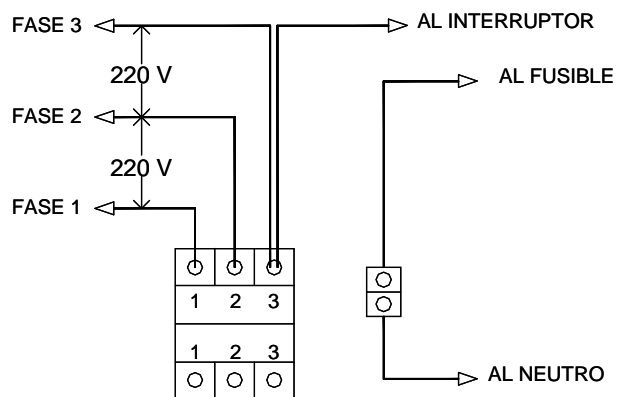 FASE 3
AL INTERRUPTOR
220 V
AL FUSIBLE
FASE 2
220 V
FASE 1
1 2 3
1 2 3
AL NEUTRO